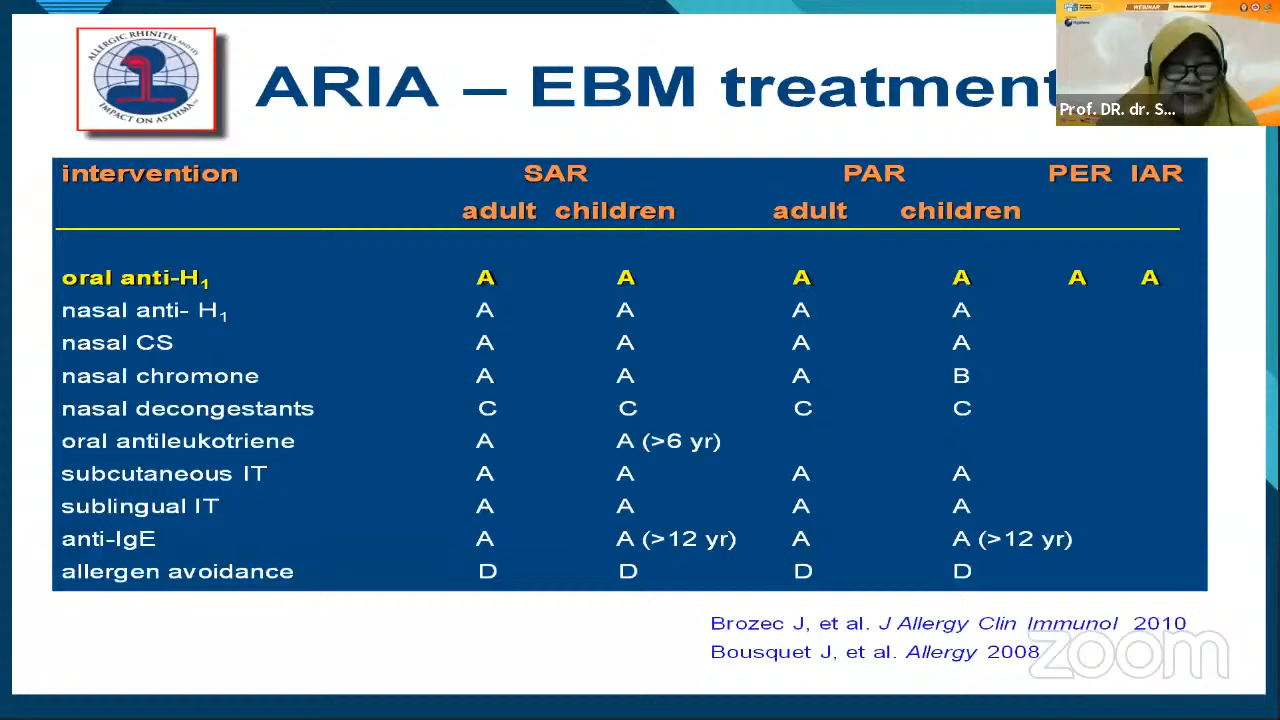 ALLERGIC RHINITIS AND ITS
IMPACT ON ASTHMA
ARIA – EBM treatment
WEBINAR
Prof. DR. dr. S...
intervention SAR PAR PER IAR
adult children adult children
oral anti-H1 A A A A A A
nasal anti- H1 A A A A
nasal CS A A A A
nasal chromone A A A B
nasal decongestants C C C C
oral antileukotriene A A (>6 yr)
subcutaneous IT A A A A
sublingual IT A A A A
anti-IgE A A (>12 yr) A A (>12 yr)
allergen avoidance D D D D
Brozec J, et al. J Allergy Clin Immunol 2010
Bousquet J, et al. Allergy 2008
zoom